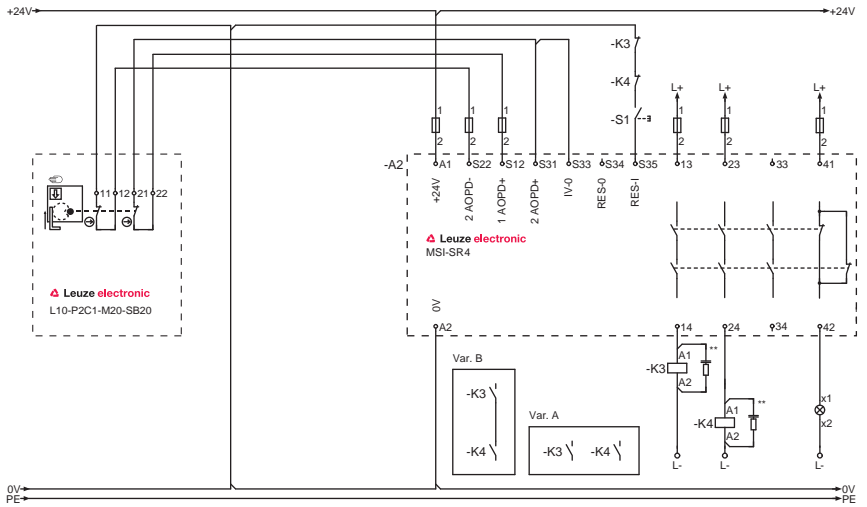 +24V +24V
-K3
-K4
L+ L+ L+
-S1
1 1 1 1 1 1
2 2 2 2 2 2
-A2 A1 S22 S12 S31 S33 S34 S35 13 23 33 41
11 12 21 22
+24V 2 AOPD- 1 AOPD+ 2 AOPD+ IV-0 RES-0 RES-I
Leuze electronic
MSI-SR4
Leuze electronic
L10-P2C1-M20-SB20
0V
A2 14 24 34 42
Var. B
-K3
-K4
Var. A
-K3 -K4
-K3 A1 A2 **
-K4 A1 A2 **
x1
x2
L- L- L-
0V 0V
PE PE